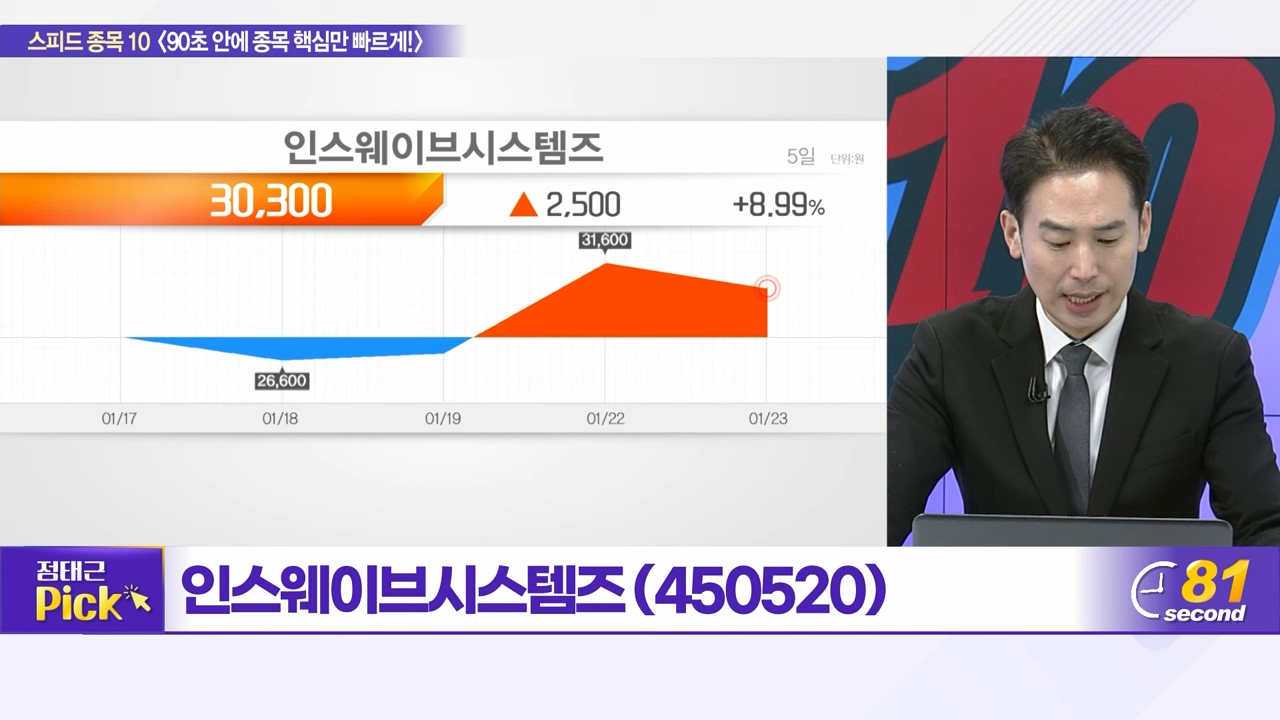 스피드 종목 10 <90초 안에 종목 핵심만 빠르게!>
10
인스웨이브시스템즈
5일 단위:원
30,300 ▲ 2,500 +8.99%
31,600
26,600
01/17 01/18 01/19 01/22 01/23
정태근
Pick
인스웨이브시스템즈 (450520)
81
second